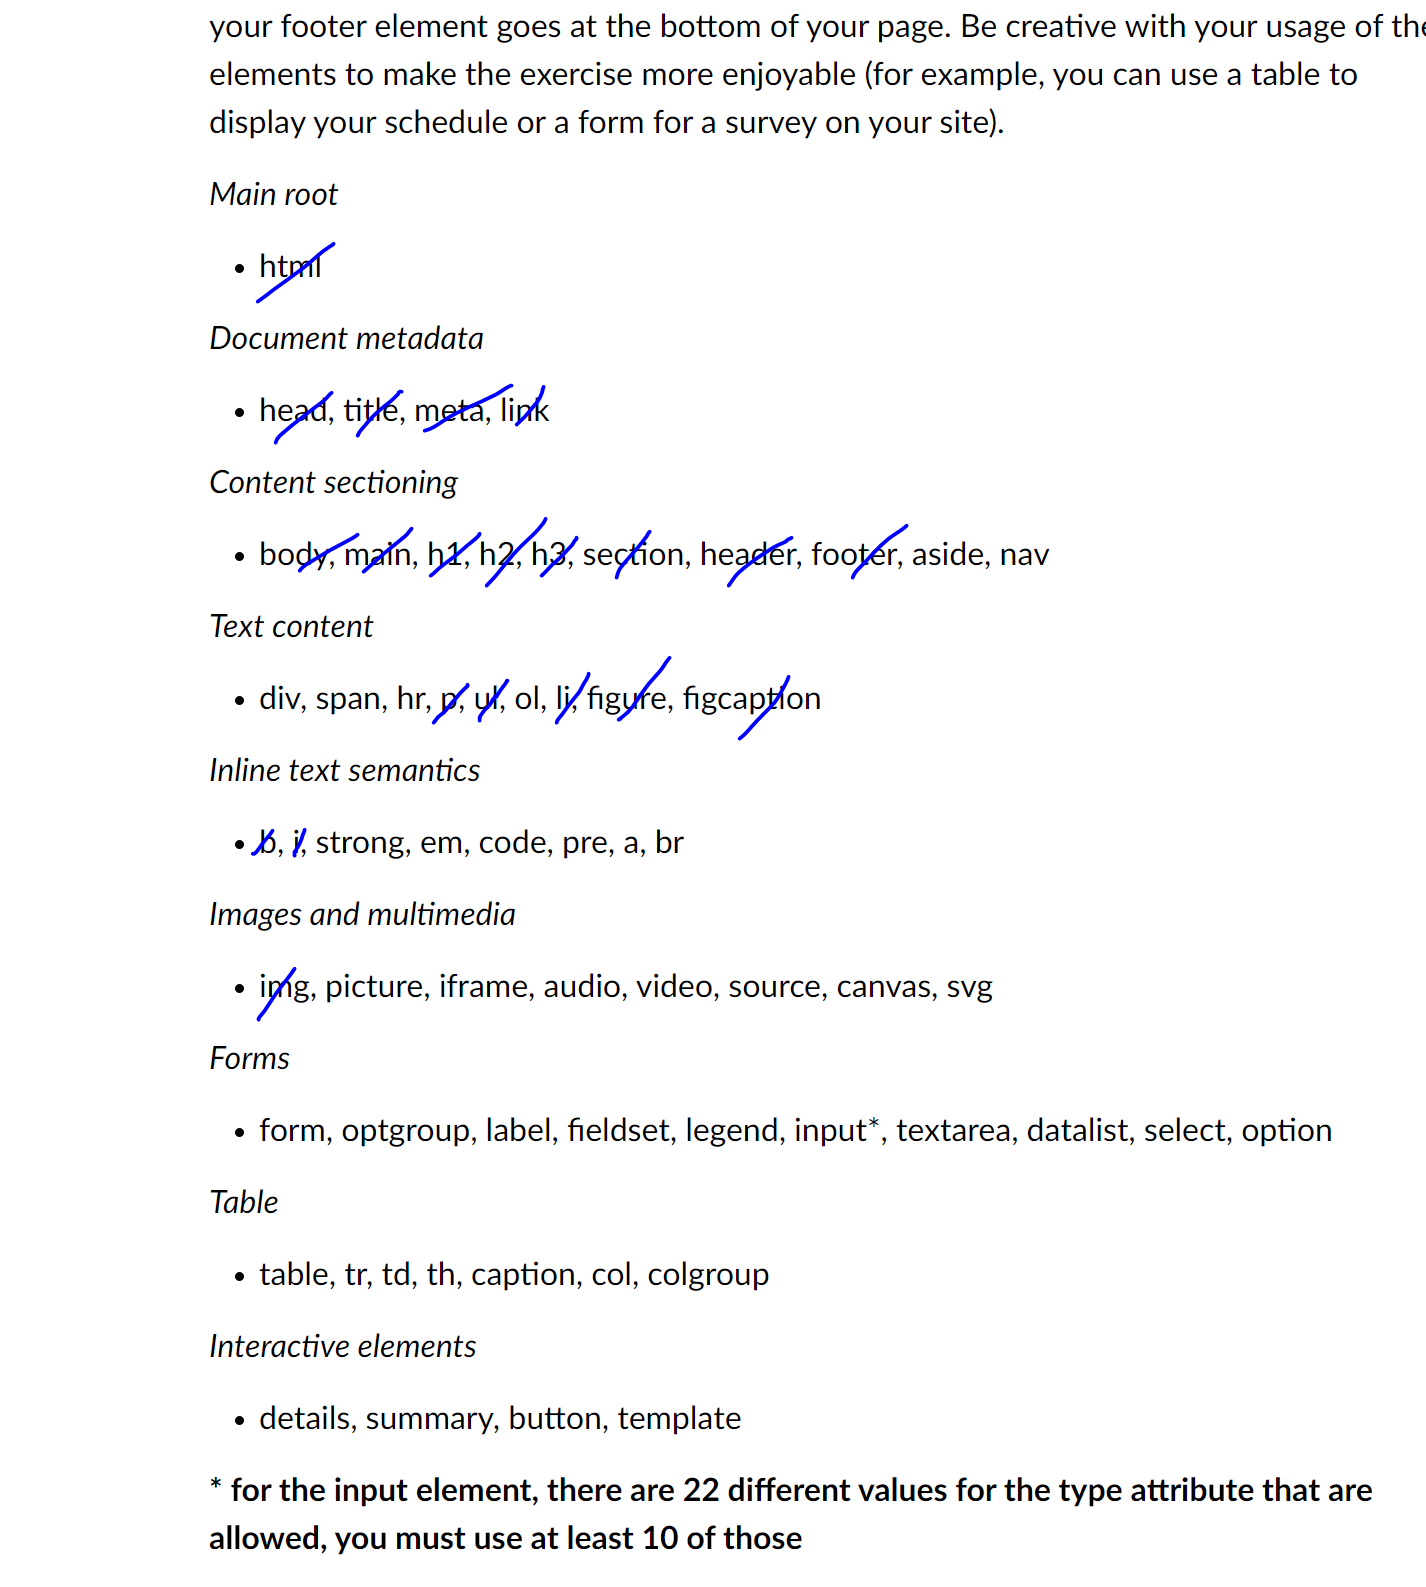 your footer element goes at the bottom of your page. Be creative with your usage of the
elements to make the exercise more enjoyable (for example, you can use a table to
display your schedule or a form for a survey on your site).
Main root
• html
Document metadata
• head, title, meta, link
Content sectioning
• body, main, h1, h2, h3, section, header, footer, aside, nav
Text content
• div, span, hr, p, ul, ol, li, figure, figcaption
Inline text semantics
• b, i, strong, em, code, pre, a, br
Images and multimedia
• img, picture, iframe, audio, video, source, canvas, svg
Forms
• form, optgroup, label, fieldset, legend, input*, textarea, datalist, select, option
Table
• table, tr, td, th, caption, col, colgroup
Interactive elements
• details, summary, button, template
* for the input element, there are 22 different values for the type attribute that are
allowed, you must use at least 10 of those